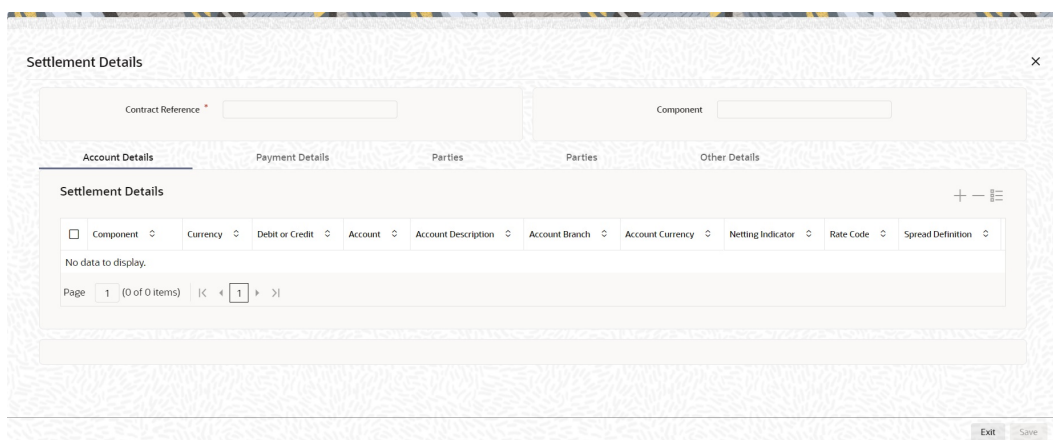 Settlement Details
Contract Reference *
Component
Account Details Payment Details Parties Parties Other Details
Settlement Details
Component Currency Debit or Credit Account Account Description Account Branch Account Currency Netting Indicator Rate Code Spread Definition
No data to display.
Page 1 (0 of 0 items) 1
Exit Save